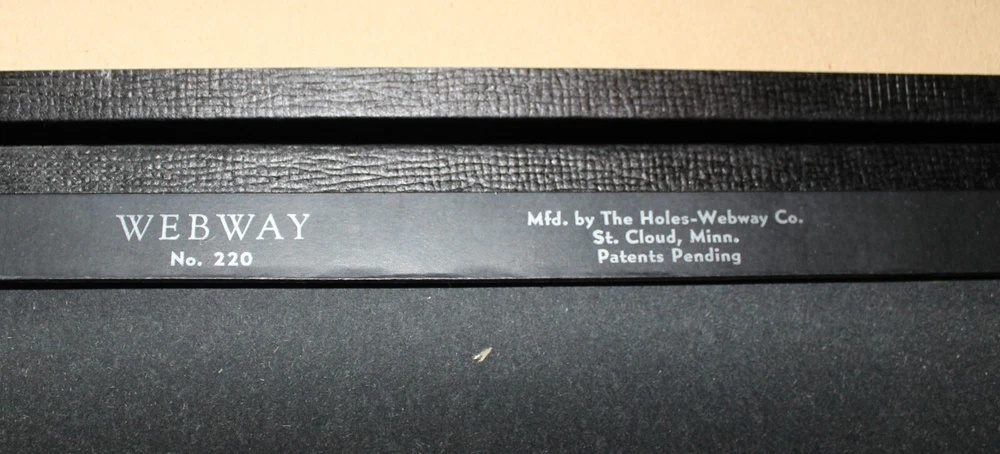 WEBWAY
No. 220
Mfd. by The Holes-Webway Co.
St. Cloud, Minn.
Patents Pending